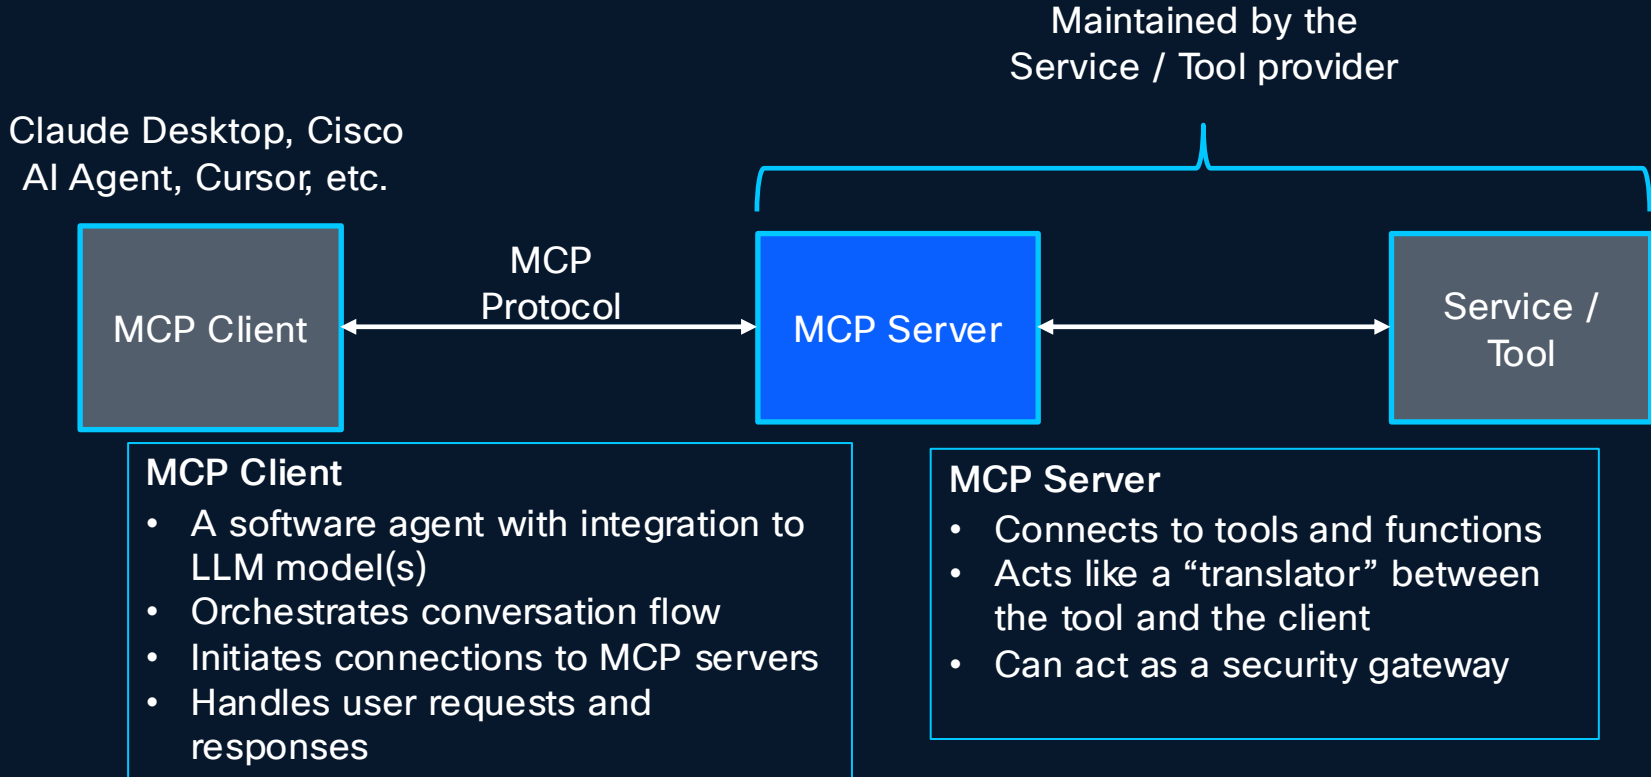 Maintained by the
Service / Tool provider
Claude Desktop, Cisco
AI Agent, Cursor, etc.
MCP Client
MCP
Protocol
MCP Server
Service /
Tool
MCP Client
• A software agent with integration to
LLM model(s)
• Orchestrates conversation flow
• Initiates connections to MCP servers
• Handles user requests and
responses
MCP Server
• Connects to tools and functions
• Acts like a “translator” between
the tool and the client
• Can act as a security gateway